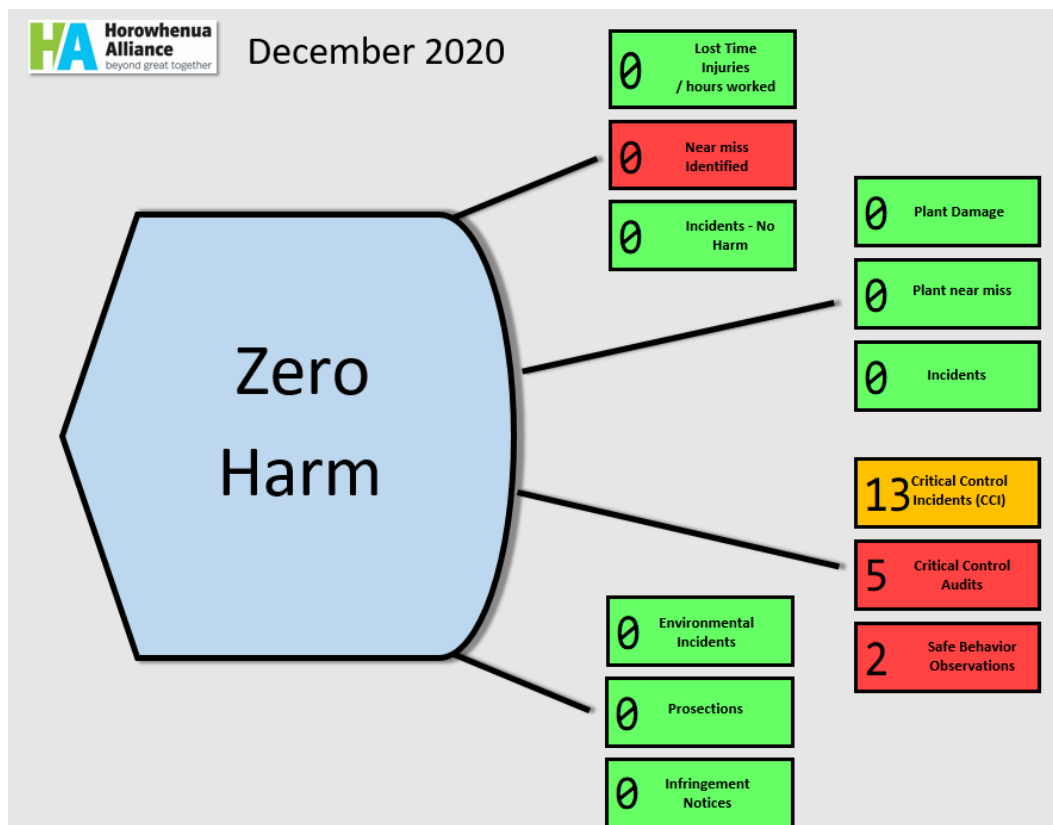 HA
Horowhenua
Alliance
beyond great together
December 2020
0
Lost Time
Injuries
/ hours worked
0
Near miss
Identified
0
Incidents - No
Harm
0
Plant Damage
0
Plant near miss
0
Incidents
Zero
Harm
13
Critical Control
Incidents (CCI)
5
Critical Control
Audits
2
Safe Behavior
Observations
0
Environmental
Incidents
0
Prosections
0
Infringement
Notices